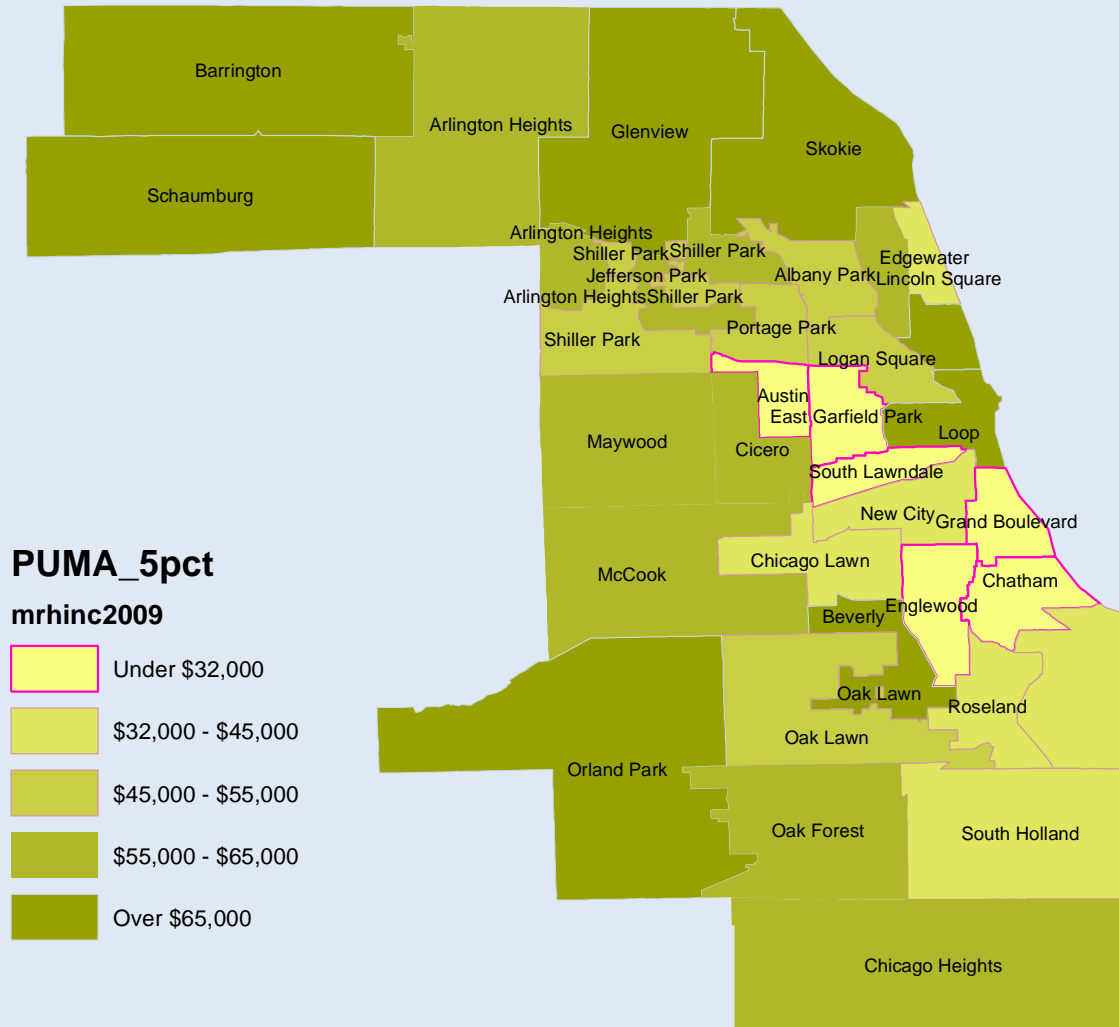 Barrington
Arlington Heights
Glenview
Skokie
Schaumburg
Arlington Heights
Shiller Park
Shiller Park
Edgewater
Jefferson Park
Albany Park
Lincoln Square
Arlington Heights
Shiller Park
Portage Park
Shiller Park
Logan Square
Austin
East Garfield Park
Loop
Maywood
Cicero
South Lawndale
New City
Grand Boulevard
Chicago Lawn
McCook
Chatham
Englewood
Beverly
Oak Lawn
Roseland
Oak Lawn
Orland Park
Oak Forest
South Holland
Chicago Heights
PUMA_5pct
mrhinc2009
Under $32,000
$32,000 - $45,000
$45,000 - $55,000
$55,000 - $65,000
Over $65,000